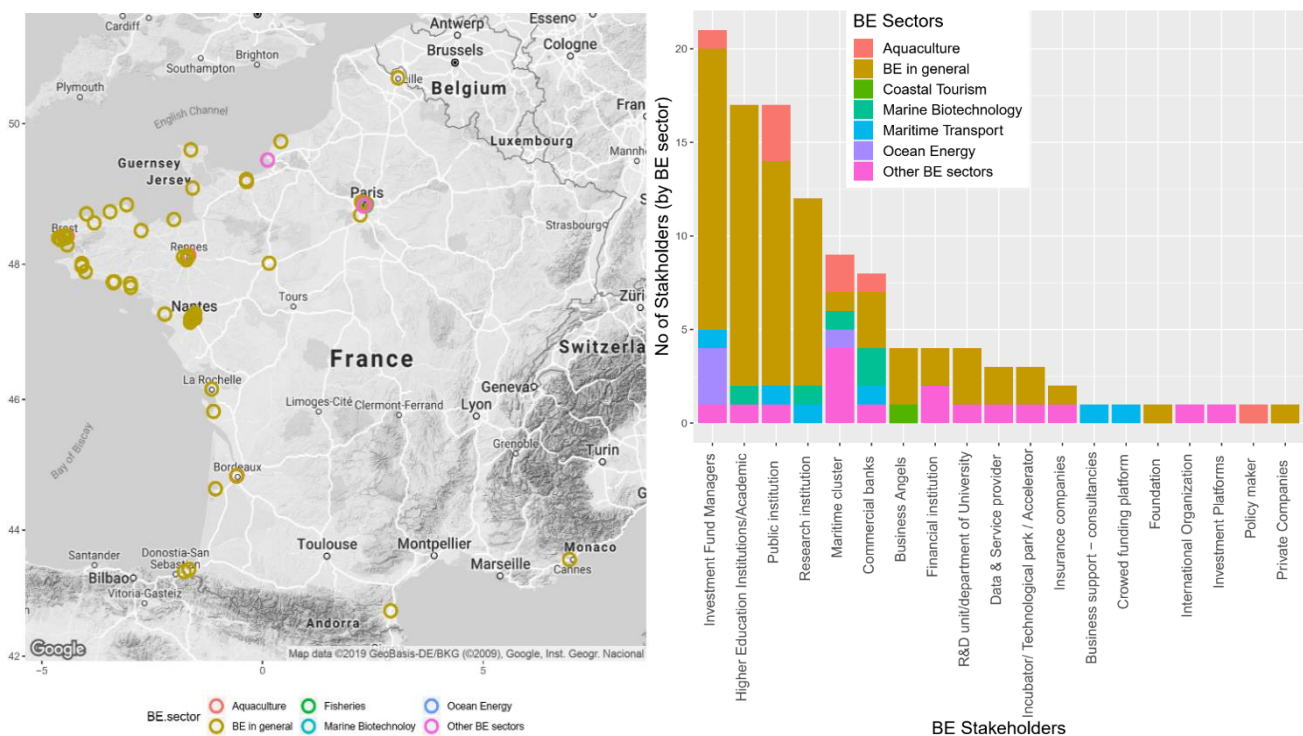 Cardiff
Southampton
Brighton
Plymouth
English Channel
Guernsey
Jersey
Antwerp
Brussels
Essen
Cologne
Lille
Belgium
Luxembourg
Fran
Mannh
Paris
Strasbourg
S
Brest
Rennes
Nantes
Tours
Züri
France
Switzerla
La Rochelle
Limoges-Cité
Clermont-Ferrand
Geneva
Lyon
Grenoble
Turin
Bay of Biscay
Bordeaux
G
Santander
Donostia-San
Sebastian
Bilbao
Vitoria-Gasteiz
Toulouse
Montpellier
Marseille
Monaco
Cannes
Andorra
Google
Map data ©2019 GeoBasis-DE/BKG (©2009), Google, Inst. Geogr. Nacional
50
48
46
44
42
−5
0
5
BE.sector
Aquaculture
Fisheries
Ocean Energy
BE in general
Marine Biotechnoloy
Other BE sectors
BE Sectors
Aquaculture
BE in general
Coastal Tourism
Marine Biotechnology
Maritime Transport
Ocean Energy
Other BE sectors
No of Stakholders (by BE sector)
20
15
10
5
0
Investment Fund Managers
Higher Education Institutions/Academic
Public institution
Research institution
Maritime cluster
Commercial banks
Business Angels
Financial institution
R&D unit/department of University
Data & Service provider
Incubator/ Technological park / Accelerator
Insurance companies
Business support − consultancies
Crowed funding platform
Foundation
International Organization
Investment Platforms
Policy maker
Private Companies
BE Stakeholders